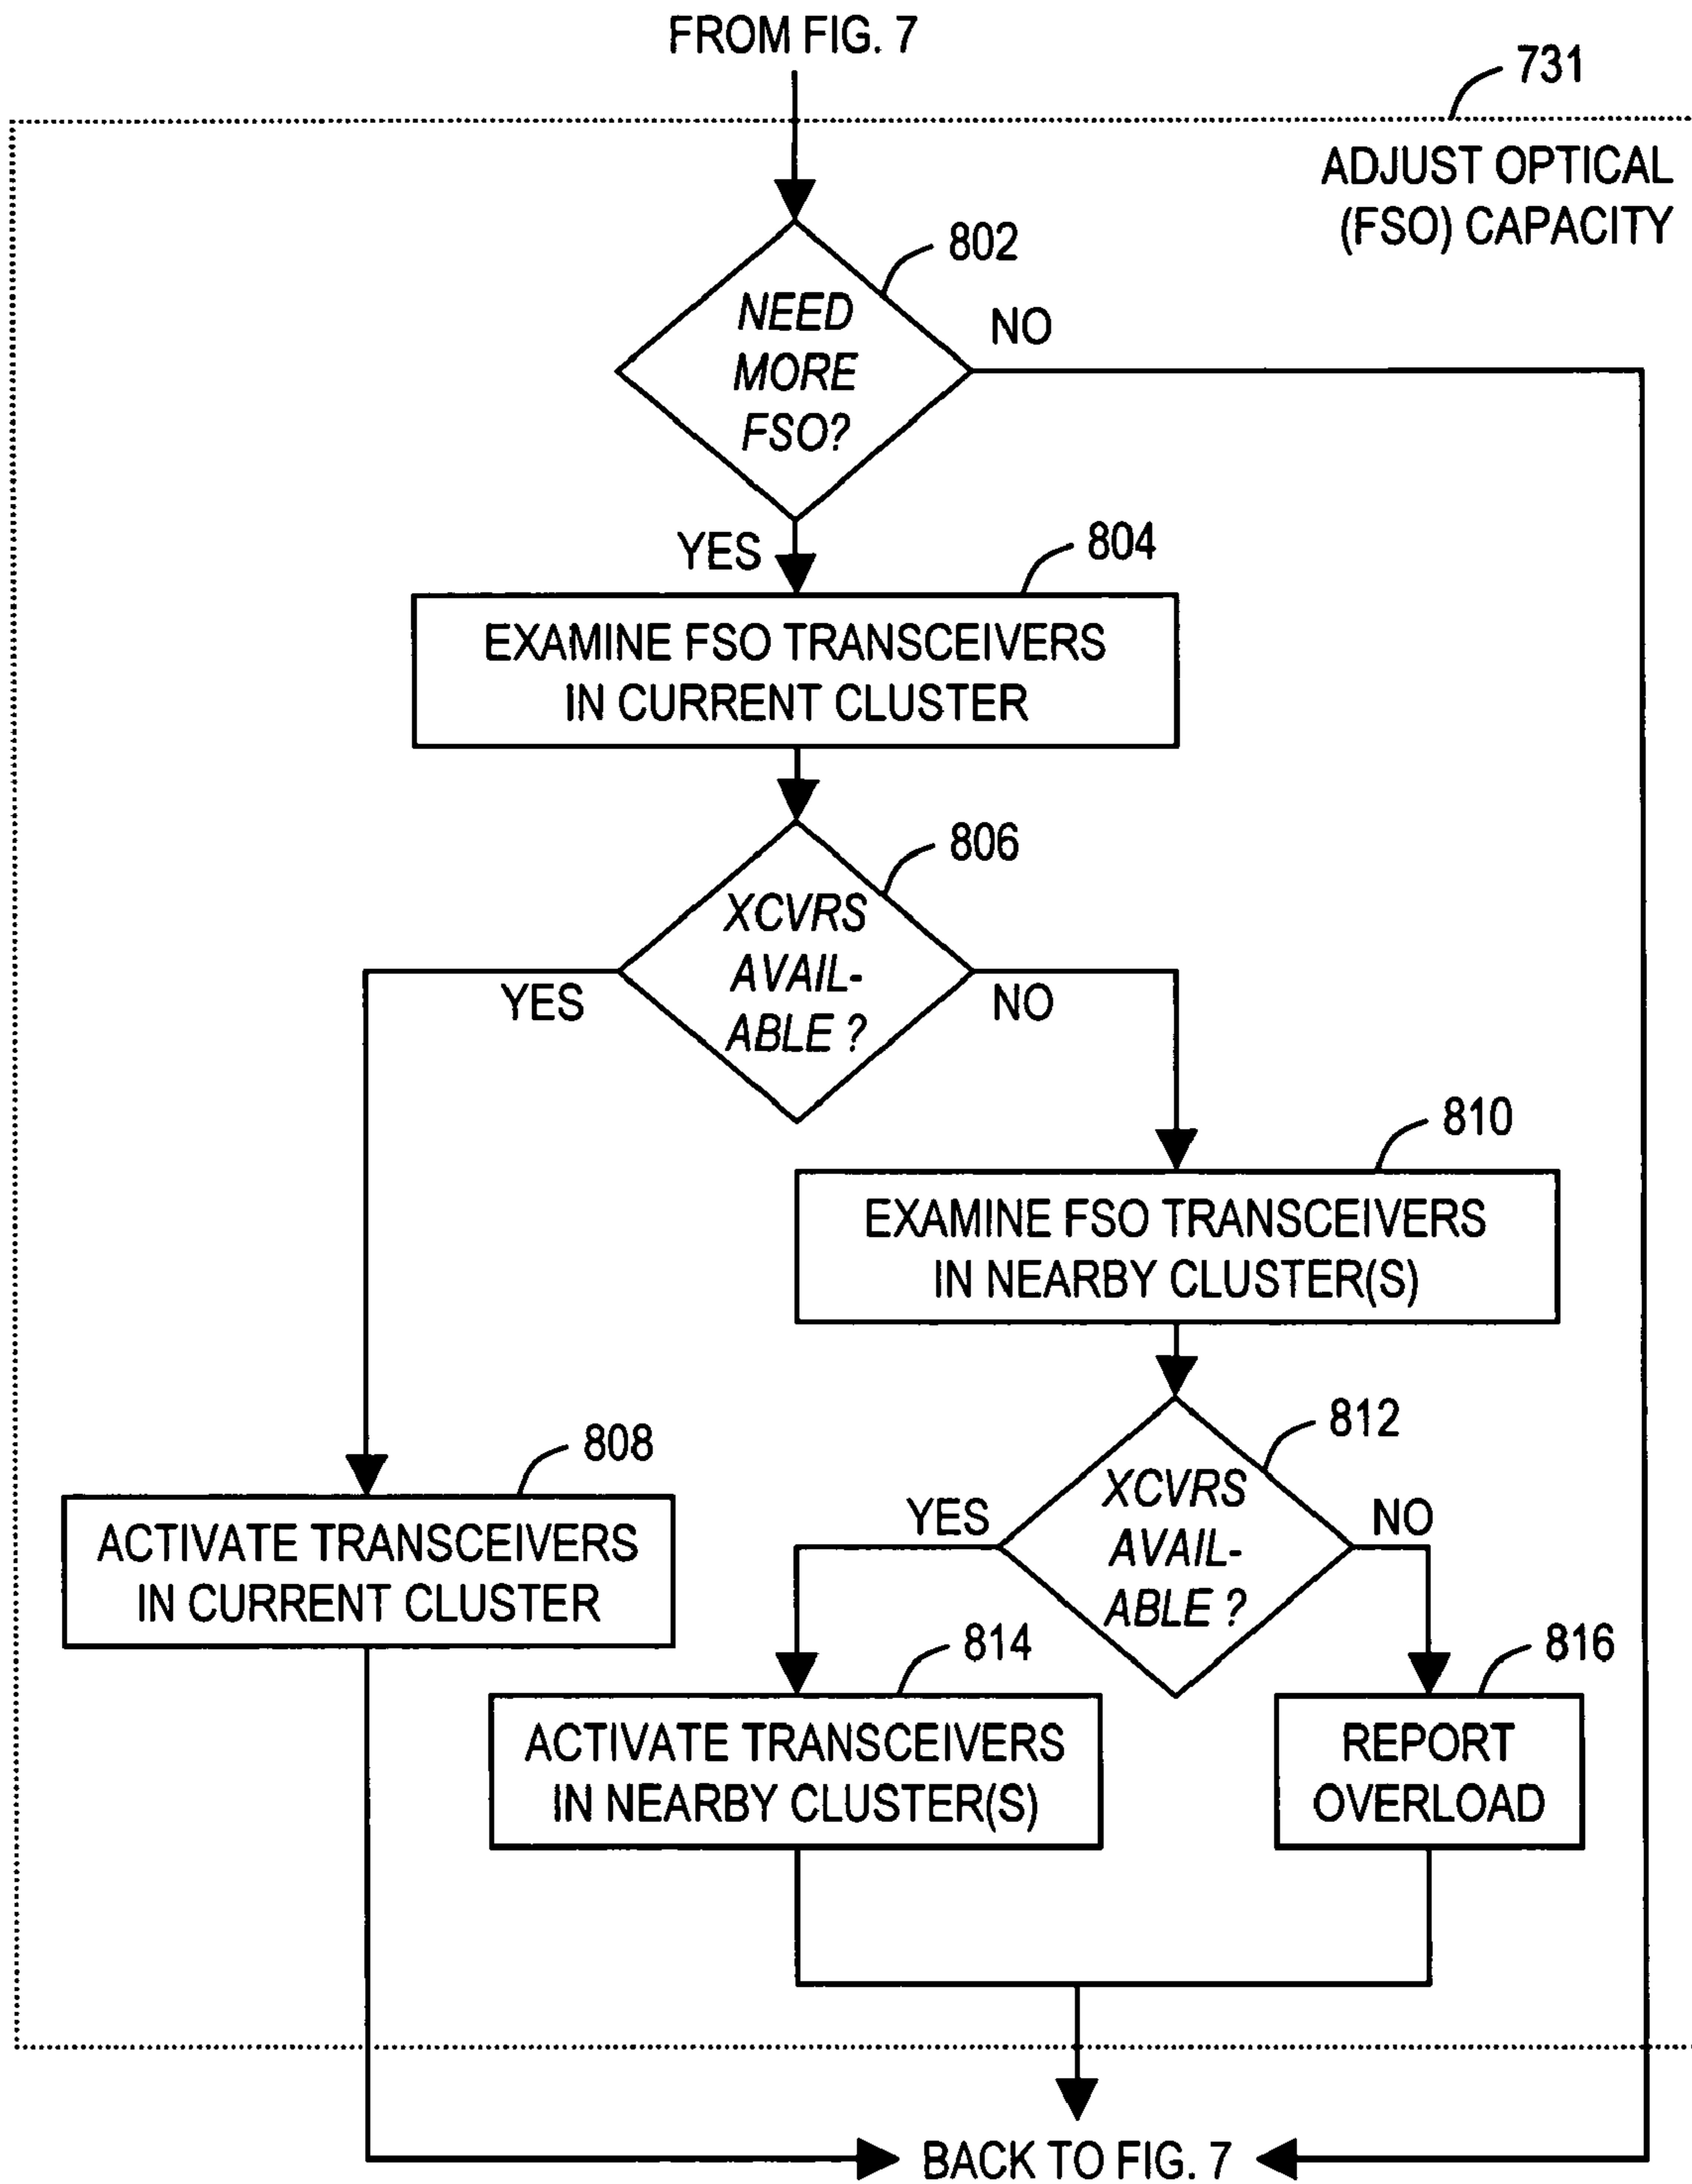 FROM FIG. 7
731
ADJUST OPTICAL
(FSO) CAPACITY
802
NEED
MORE
FSO?
NO
YES
804
EXAMINE FSO TRANSCEIVERS
IN CURRENT CLUSTER
806
XCVRS
AVAIL-
ABLE ?
YES
NO
810
EXAMINE FSO TRANSCEIVERS
IN NEARBY CLUSTER(S)
812
XCVRS
AVAIL-
ABLE ?
YES
NO
808
ACTIVATE TRANSCEIVERS
IN CURRENT CLUSTER
814
ACTIVATE TRANSCEIVERS
IN NEARBY CLUSTER(S)
816
REPORT
OVERLOAD
BACK TO FIG. 7